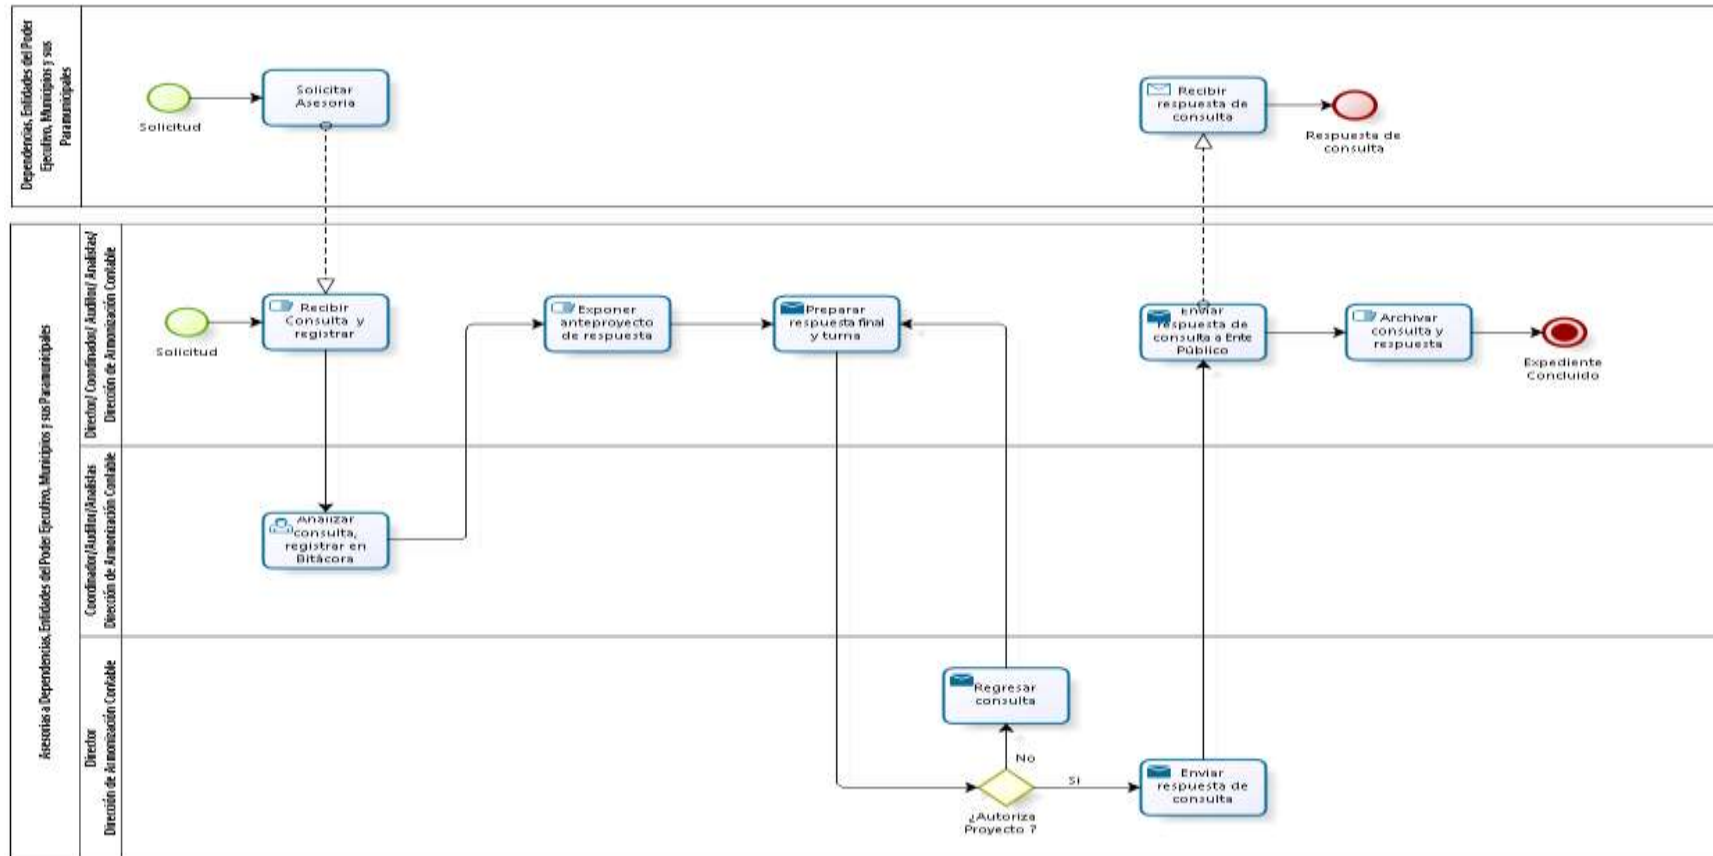 Dependencias, Entidades del Poder
Ejecutivo, Municipios y sus
Paramunicipales
Solicitud
Solicitar
Asesoria
Recibir
respuesta de
consulta
Respuesta de
consulta
Asesorias a Dependencias, Entidades del Poder Ejecutivo, Municipios y sus Paramunicipales
Director/ Coordinador/ Auditor/ Analistas/
Dirección de Armonización Contable
Solicitud
Recibir
Consulta y
registrar
Exponer
anteproyecto
de respuesta
Preparar
respuesta final
y turna
Enviar
respuesta de
consulta a Ente
Público
Archivar
consulta y
respuesta
Expediente
Concluido
Coordinador/Auditor/Analistas
Dirección de Armonización Contable
Analizar
consulta,
registrar en
Bitácora
Director
Dirección de Armonización Contable
Regresar
consulta
No
Si
¿Autoriza
Proyecto ?
Enviar
respuesta de
consulta